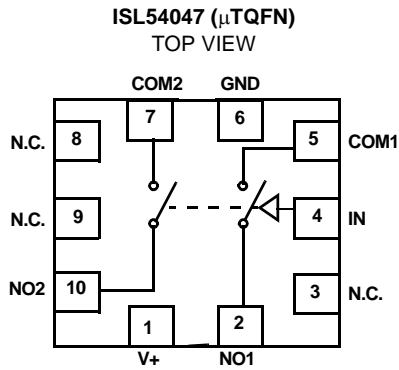 ISL54047 (µTQFN)
TOP VIEW
COM2 GND
7 6
N.C. 8 5 COM1
N.C. 9 4 IN
NO2 10 3 N.C.
1 2
V+ NO1